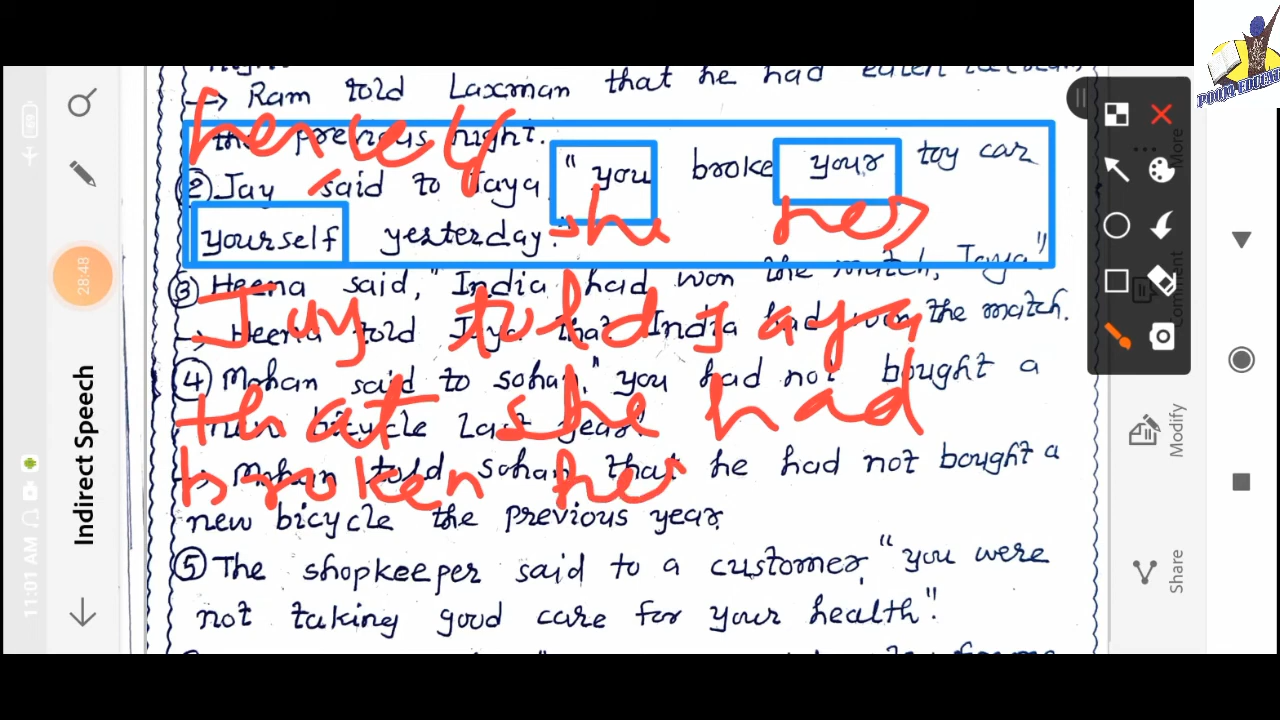 → Ram told Laxman that he had eaten
the previous night.
② Jay said to Jaya "you broke your toy car
yourself yesterday."
③ Heena said, "India had won the match, Jaya"
→ Heena told Jaya that India had won the match.
④ Mohan said to sohan, "you had not bought a
new bicycle last year."
→ Mohan told sohan that he had not bought a
new bicycle the previous year.
⑤ The shopkeeper said to a customer, "you were
not taking good care for your health".
herself
she her
Jay told Jaya
that she had
broken her
Indirect Speech
11:01 AM
28:48
69
More
Comment
Modify
Share